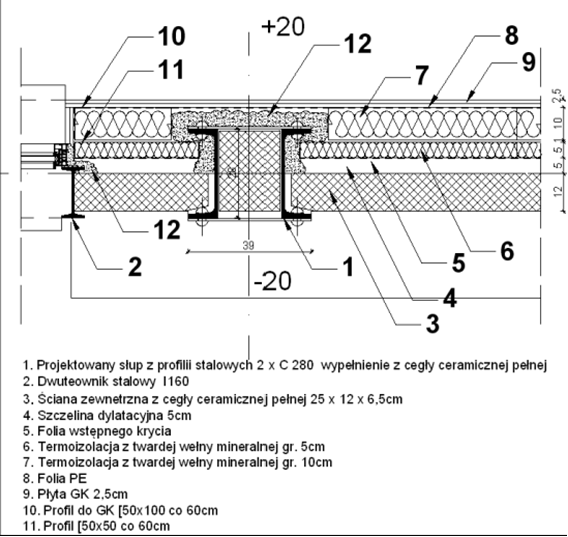 +20
10
12
8
11
7
9
2,5
10
5
5
12
28
39
12
2
1
5
6
-20
4
3
1. Projektowany słup z profilii stalowych 2 x C 280 wypełnienie z cegły ceramicznej pełnej
2. Dwuteownik stalowy I160
3. Ściana zewnetrzna z cegły ceramicznej pełnej 25 x 12 x 6,5cm
4. Szczelina dylatacyjna 5cm
5. Folia wstępnego krycia
6. Termoizolacja z twardej wełny mineralnej gr. 5cm
7. Termoizolacja z twardej wełny mineralnej gr. 10cm
8. Folia PE
9. Płyta GK 2,5cm
10. Profil do GK [50x100 co 60cm
11. Profil [50x50 co 60cm